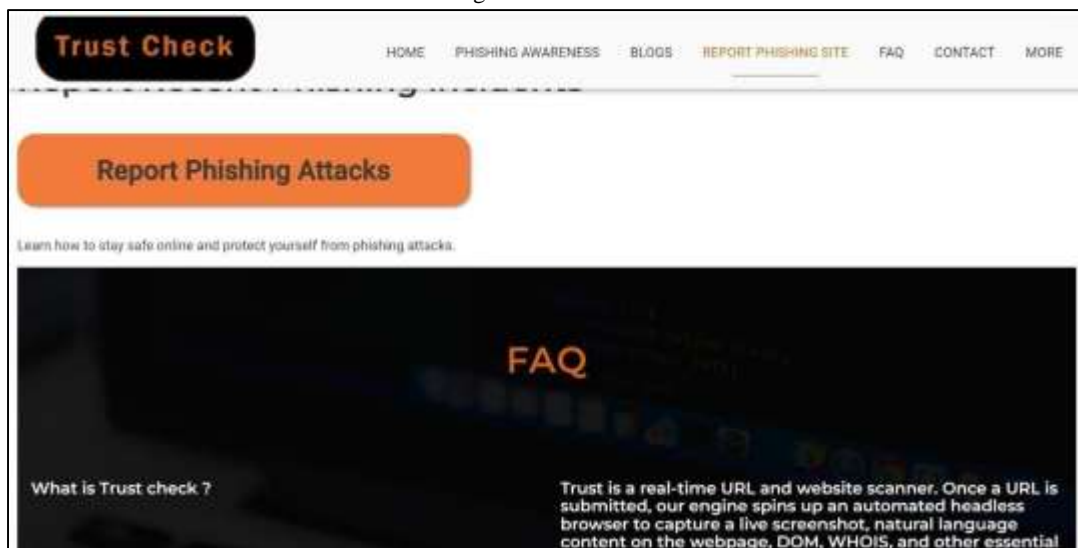 Trust Check
HOME PHISHING AWARENESS BLOGS REPORT PHISHING SITE FAQ CONTACT MORE
Report Phishing Attacks
Learn how to stay safe online and protect yourself from phishing attacks.
FAQ
What is Trust check ?
Trust is a real-time URL and website scanner. Once a URL is
submitted, our engine spins up an automated headless
browser to capture a live screenshot, natural language
content on the webpage, DOM, WHOIS, and other essential